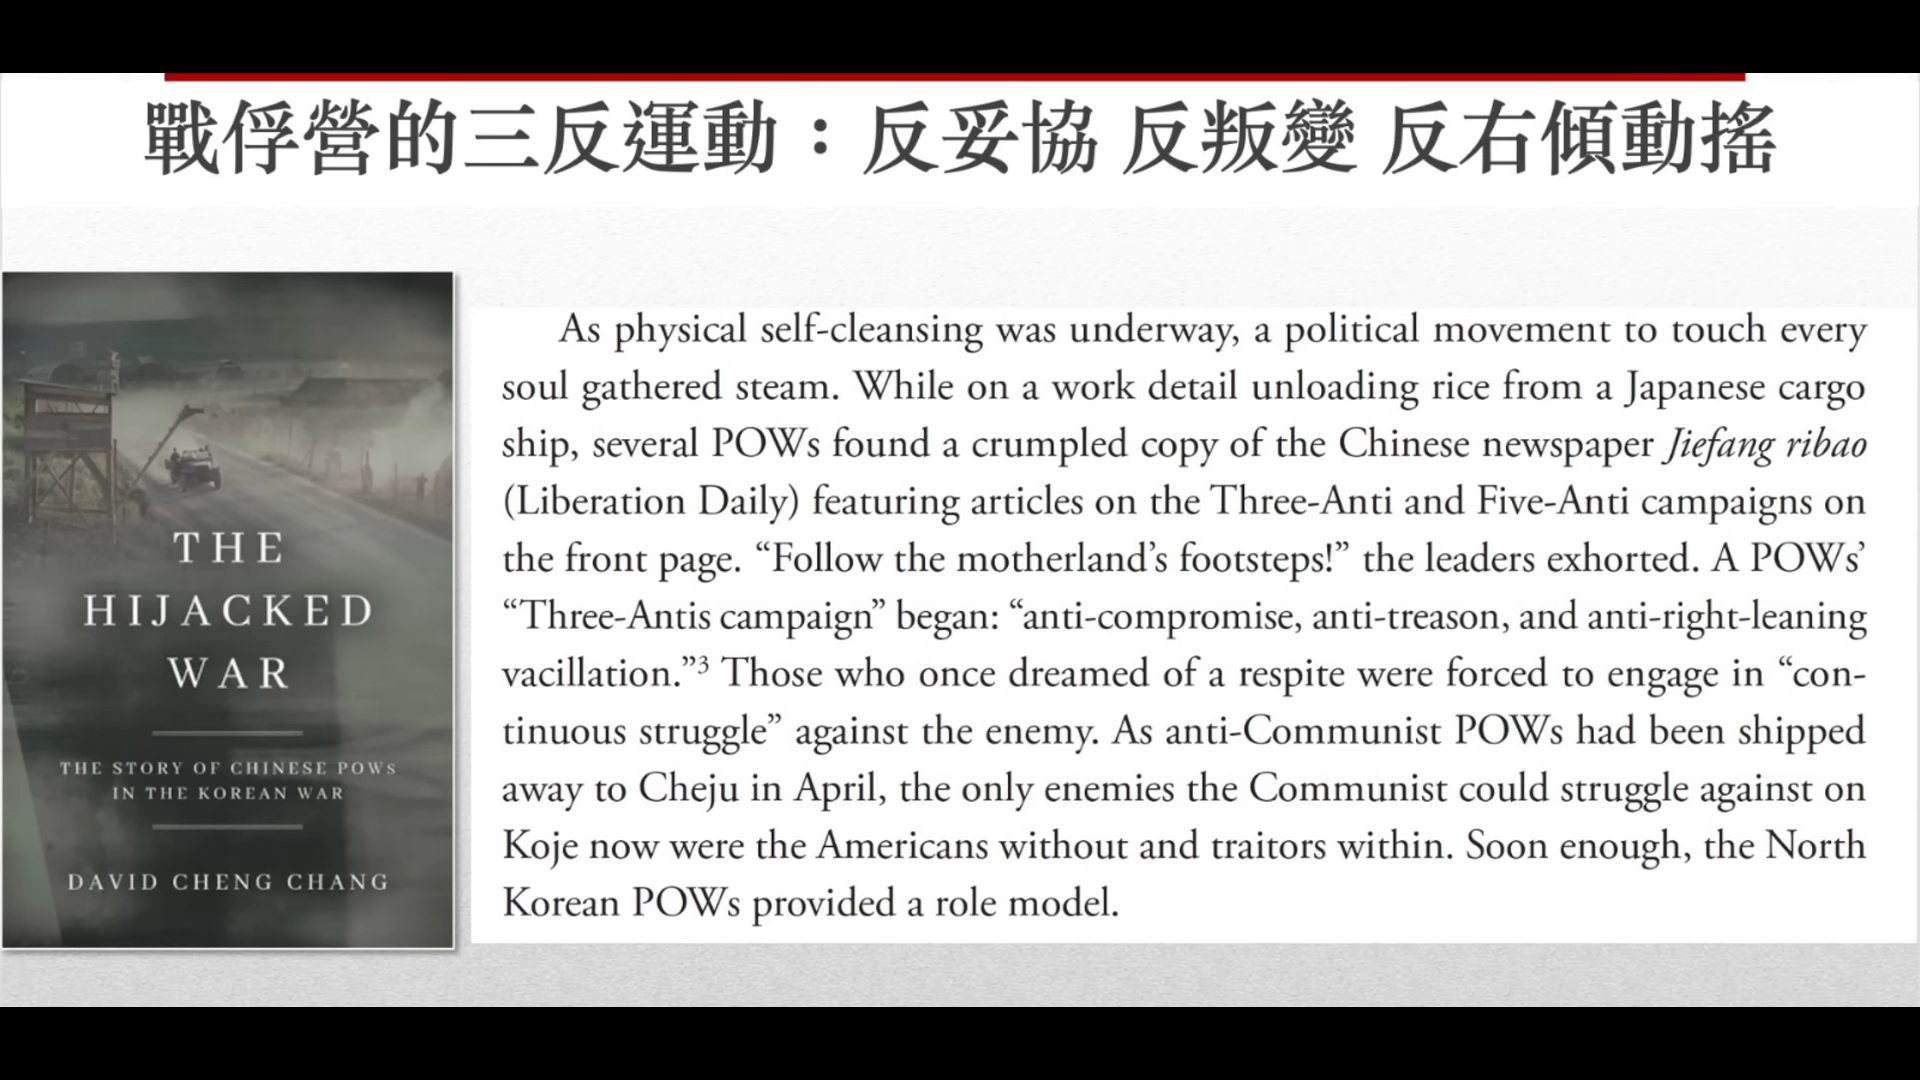 戰俘營的三反運動：反妥協 反叛變 反右傾動搖
THE
HIJACKED
WAR
THE STORY OF CHINESE POWs
IN THE KOREAN WAR
DAVID CHENG CHANG
As physical self-cleansing was underway, a political movement to touch every
soul gathered steam. While on a work detail unloading rice from a Japanese cargo
ship, several POWs found a crumpled copy of the Chinese newspaper Jiefang ribao
(Liberation Daily) featuring articles on the Three-Anti and Five-Anti campaigns on
the front page. “Follow the motherland’s footsteps!” the leaders exhorted. A POWs’
“Three-Antis campaign” began: “anti-compromise, anti-treason, and anti-right-leaning
vacillation.”³ Those who once dreamed of a respite were forced to engage in “con-
tinuous struggle” against the enemy. As anti-Communist POWs had been shipped
away to Cheju in April, the only enemies the Communist could struggle against on
Koje now were the Americans without and traitors within. Soon enough, the North
Korean POWs provided a role model.